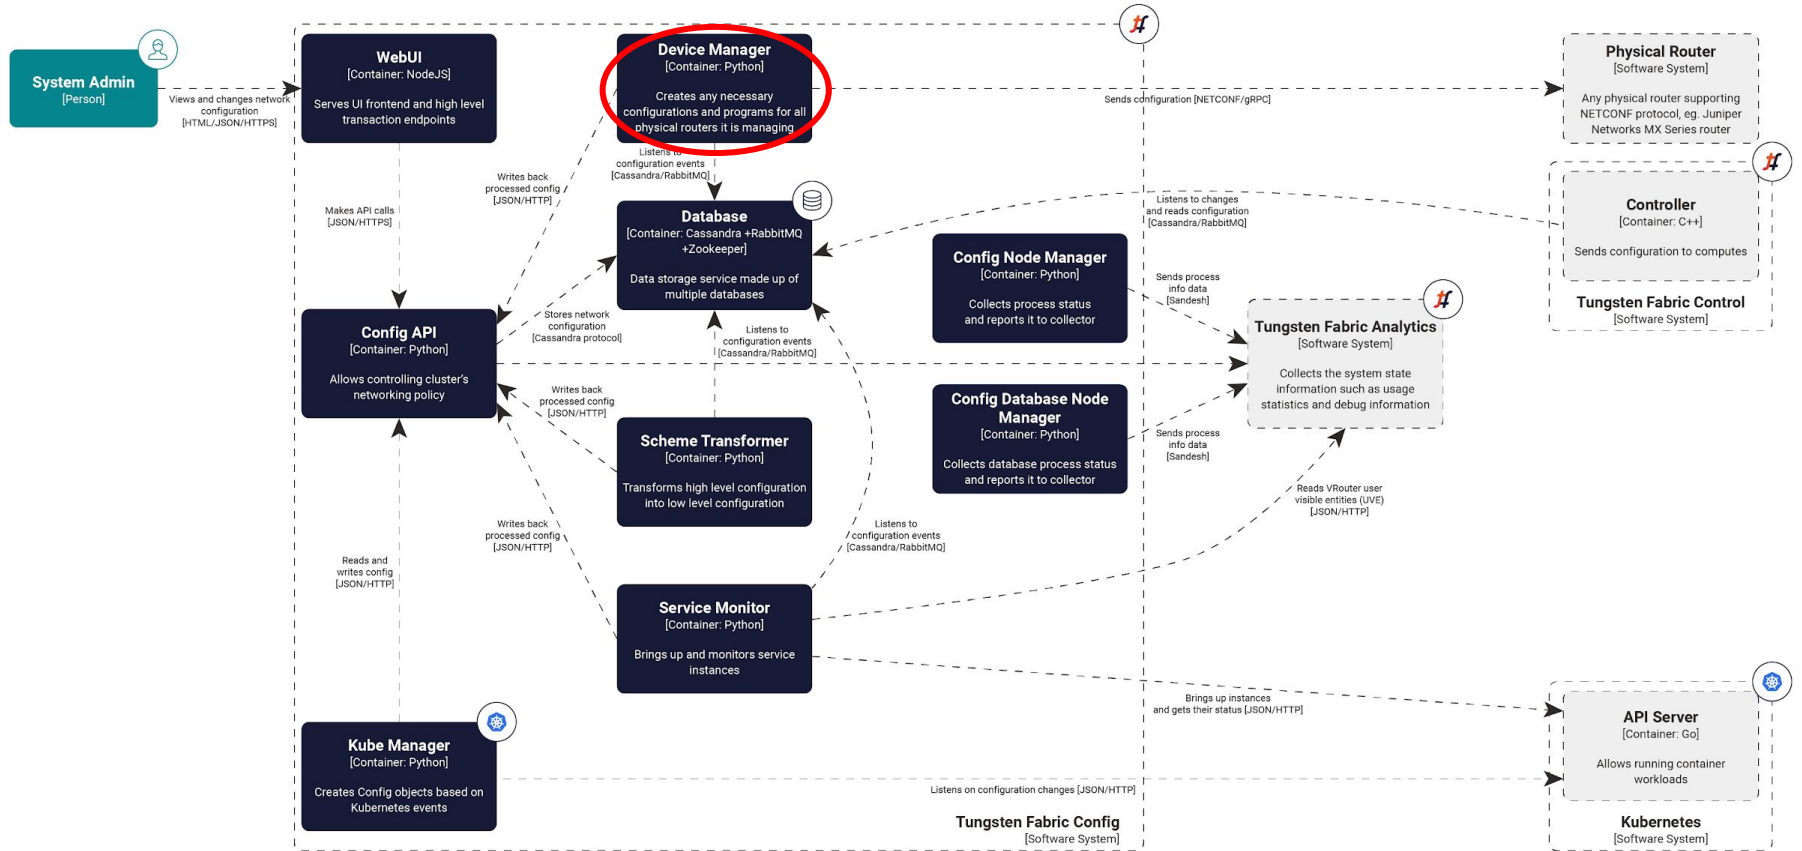 System Admin
[Person]
Views and changes network
configuration
[HTML/JSON/HTTPS]
WebUI
[Container: NodeJS]
Serves UI frontend and high level
transaction endpoints
Device Manager
[Container: Python]
Creates any necessary
configurations and programs for all
physical routers it is managing
Sends configuration [NETCONF/gRPC]
Physical Router
[Software System]
Any physical router supporting
NETCONF protocol, eg. Juniper
Networks MX Series router
Listens to
configuration events
[Cassandra/RabbitMQ]
Writes back
processed config
[JSON/HTTP]
Makes API calls
[JSON/HTTPS]
Database
[Container: Cassandra +RabbitMQ
+Zookeeper]
Data storage service made up of
multiple databases
Listens to changes
and reads configuration
[Cassandra/RabbitMQ]
Controller
[Container: C++]
Sends configuration to computes
Tungsten Fabric Control
[Software System]
Config Node Manager
[Container: Python]
Collects process status
and reports it to collector
Sends process
info data
[Sandesh]
Tungsten Fabric Analytics
[Software System]
Collects the system state
information such as usage
statistics and debug information
Config API
[Container: Python]
Allows controlling cluster's
networking policy
Stores network
configuration
[Cassandra protocol]
Listens to
configuration events
[Cassandra/RabbitMQ]
Writes back
processed config
[JSON/HTTP]
Config Database Node
Manager
[Container: Python]
Collects database process status
and reports it to collector
Sends process
info data
[Sandesh]
Scheme Transformer
[Container: Python]
Transforms high level configuration
into low level configuration
Reads VRouter user
visible entities (UVE)
[JSON/HTTP]
Writes back
processed config
[JSON/HTTP]
Listens to
configuration events
[Cassandra/RabbitMQ]
Reads and
writes config
[JSON/HTTP]
Service Monitor
[Container: Python]
Brings up and monitors service
instances
Brings up instances
and gets their status [JSON/HTTP]
API Server
[Container: Go]
Allows running container
workloads
Kubernetes
[Software System]
Kube Manager
[Container: Python]
Creates Config objects based on
Kubernetes events
Listens on configuration changes [JSON/HTTP]
Tungsten Fabric Config
[Software System]